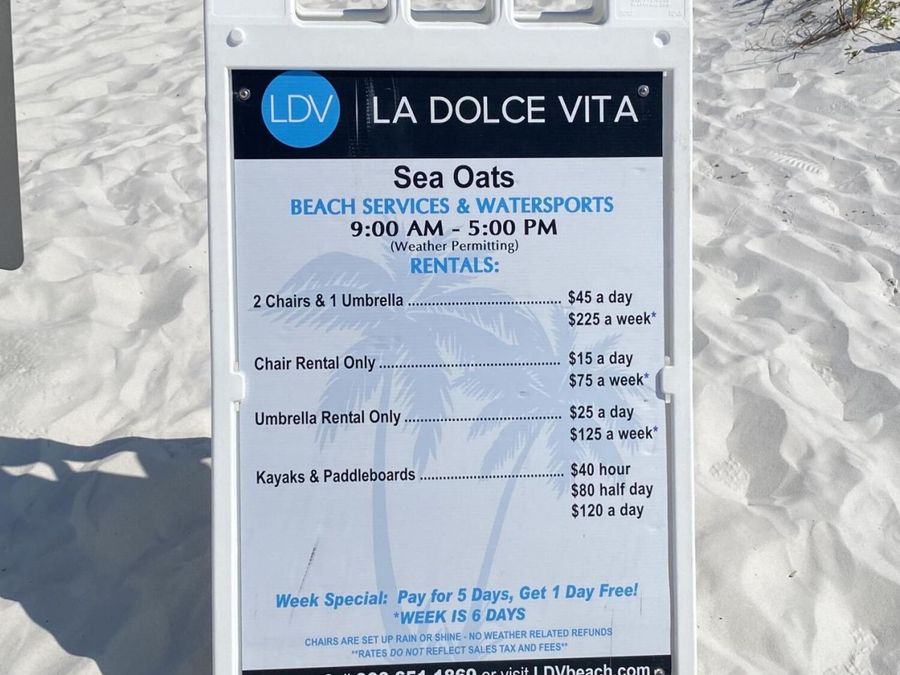 LDV LA DOLCE VITA
Sea Oats
BEACH SERVICES & WATERSPORTS
9:00 AM - 5:00 PM
(Weather Permitting)
RENTALS:
2 Chairs & 1 Umbrella ................................ $45 a day
$225 a week*
Chair Rental Only ...................................... $15 a day
$75 a week*
Umbrella Rental Only ................................. $25 a day
$125 a week*
Kayaks & Paddleboards .............................. $40 hour
$80 half day
$120 a day
Week Special: Pay for 5 Days, Get 1 Day Free!
*WEEK IS 6 DAYS
CHAIRS ARE SET UP RAIN OR SHINE - NO WEATHER RELATED REFUNDS
**RATES DO NOT REFLECT SALES TAX AND FEES**
or visit LDVbeach.com